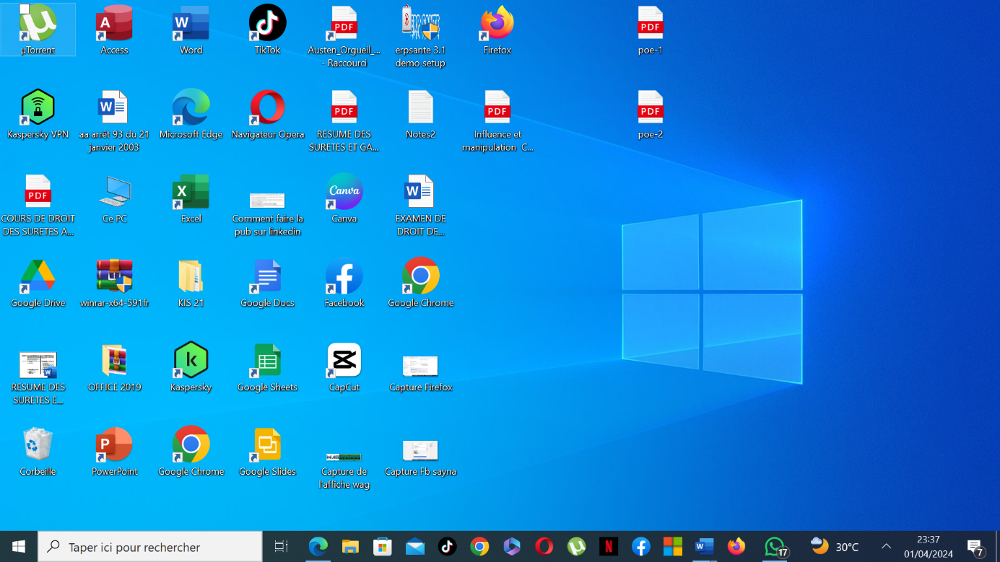 µTorrent
Access
Word
TikTok
Austen_Orgueil_...
- Raccourci
erpsante 3.1
demo setup
Firefox
poe-1
Kaspersky VPN
aa arrêt 93 du 21
janvier 2003
Microsoft Edge
Navigateur Opera
RESUME DES
SURETES ET GA...
Notes2
Influence et
manipulation C...
poe-2
COURS DE DROIT
DES SURETES A...
Ce PC
Excel
Comment faire la
pub sur linkedin
Canva
EXAMEN DE
DROIT DE...
Google Drive
winrar-x64-591fr
KIS 21
Google Docs
Facebook
Google Chrome
RESUME DES
SURETES E...
OFFICE 2019
Kaspersky
Google Sheets
CapCut
Capture Firefox
Corbeille
PowerPoint
Google Chrome
Google Slides
Capture de
l'affiche wag
Capture Fb sayna
Taper ici pour rechercher
17
30°C
23:37
01/04/2024
7